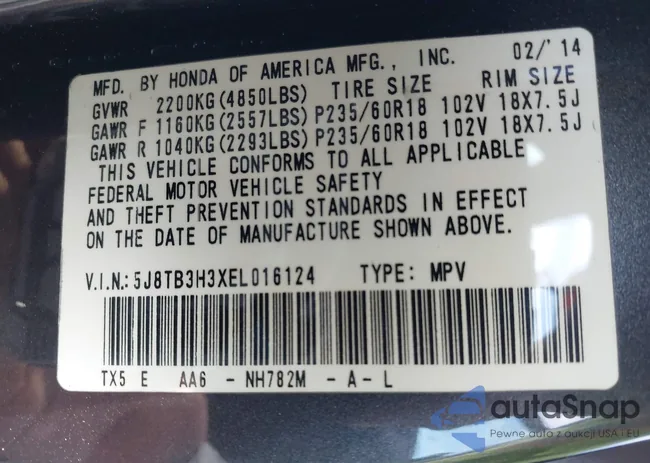 MFD. BY HONDA OF AMERICA MFG., INC. 02/'14
GVWR 2200KG(4850LBS) TIRE SIZE RIM SIZE
GAWR F 1160KG(2557LBS) P235/60R18 102V 18X7.5J
GAWR R 1040KG(2293LBS) P235/60R18 102V 18X7.5J
THIS VEHICLE CONFORMS TO ALL APPLICABLE
FEDERAL MOTOR VEHICLE SAFETY
AND THEFT PREVENTION STANDARDS IN EFFECT
ON THE DATE OF MANUFACTURE SHOWN ABOVE.
V.I.N.: 5J8TB3H3XEL016124 TYPE: MPV
TX5 E AA6 - NH782M - A - L
autaSnap
Pewne auta z aukcji USA i EU